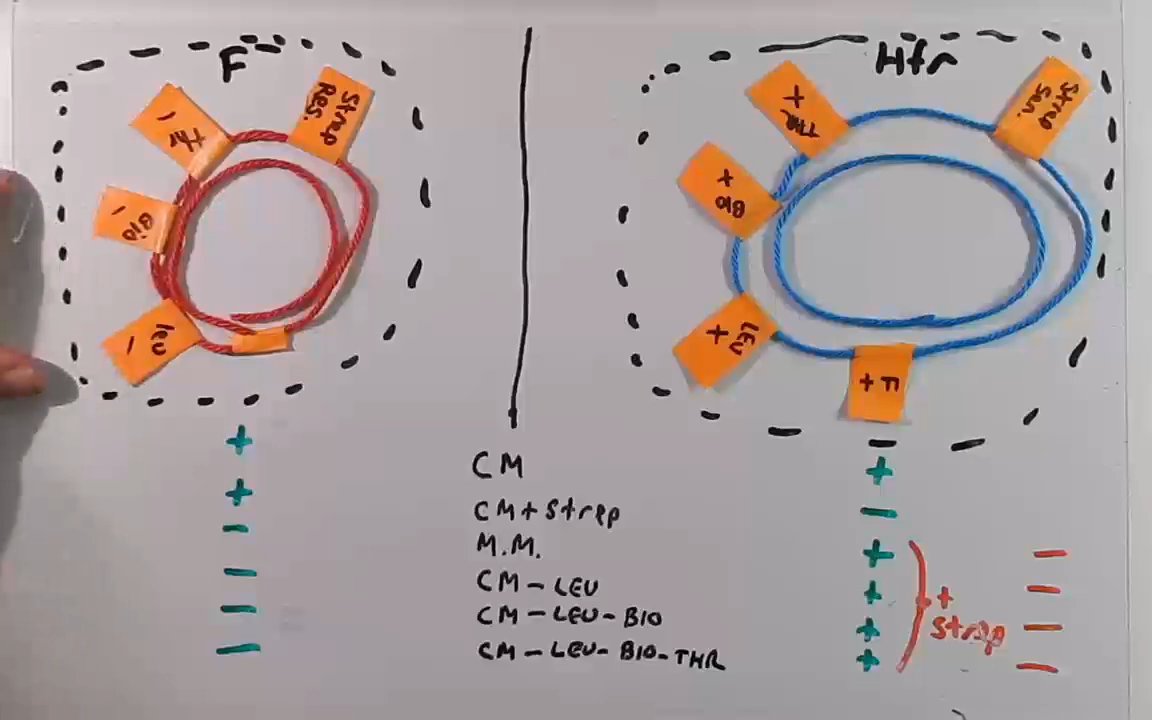 F-
Strep
Res.
Thr
-
Bio
-
leu
-
Hfr
THR
+
Strep
Sen.
BIO
+
LEU
+
F+
+
CM
+
+
CM+Strep
-
-
M.M.
+
-
-
CM-LEU
+
-
-
CM-LEU-BIO
+
-
-
CM-LEU-BIO-THR
+
-
+
Strep